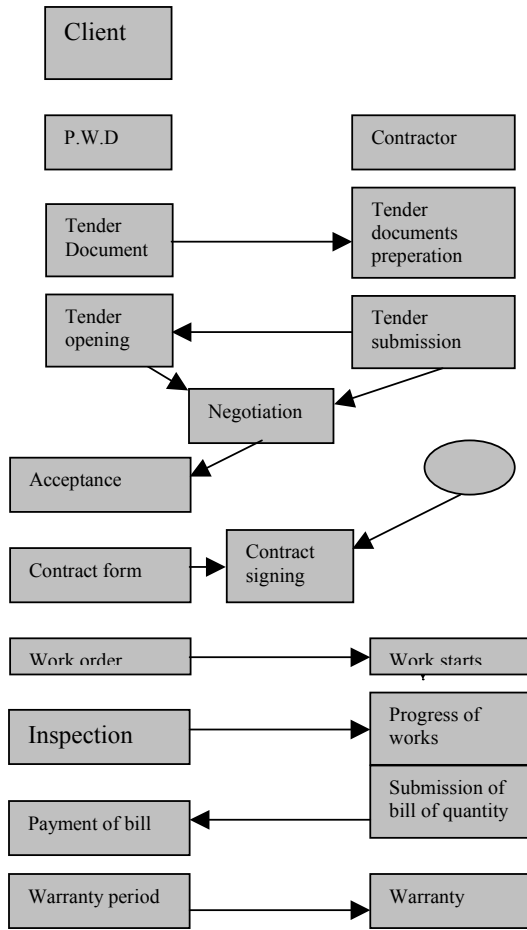 Client
P.W.D
Contractor
Tender
Document
Tender
documents
preperation
Tender
opening
Tender
submission
Negotiation
Acceptance
Contract form
Contract
signing
Work order
Work starts
Inspection
Progress of
works
Submission of
bill of quantity
Payment of bill
Warranty period
Warranty